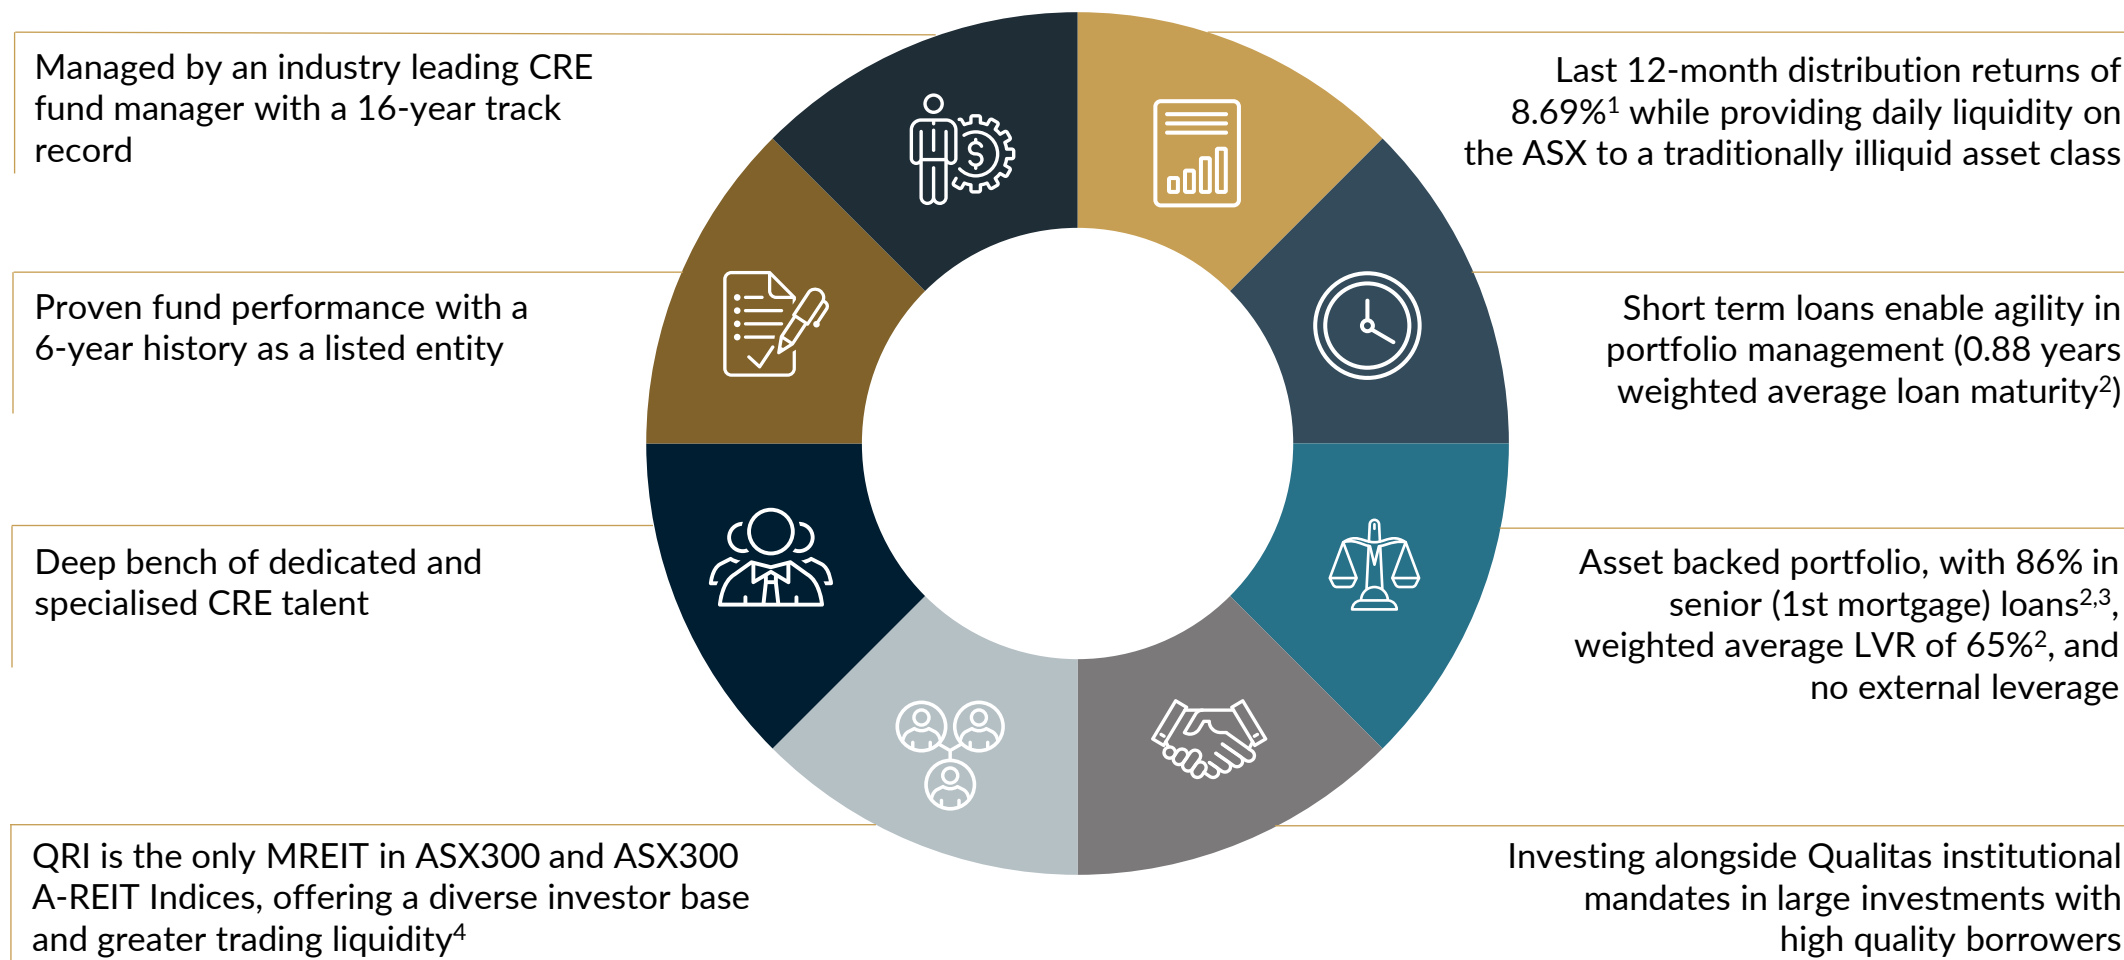 Managed by an industry leading CRE
fund manager with a 16-year track
record
Proven fund performance with a
6-year history as a listed entity
Deep bench of dedicated and
specialised CRE talent
QRI is the only MREIT in ASX300 and ASX300
A-REIT Indices, offering a diverse investor base
and greater trading liquidity⁴
$
Last 12-month distribution returns of
8.69%¹ while providing daily liquidity on
the ASX to a traditionally illiquid asset class
Short term loans enable agility in
portfolio management (0.88 years
weighted average loan maturity²)
Asset backed portfolio, with 86% in
senior (1st mortgage) loans²,³,
weighted average LVR of 65%², and
no external leverage
Investing alongside Qualitas institutional
mandates in large investments with
high quality borrowers